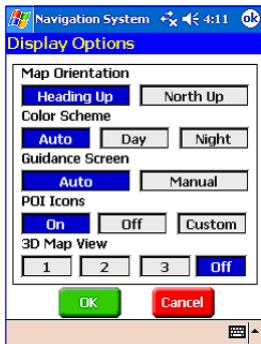 Navigation System 4:11 ok
Display Options
Map Orientation
Heading Up North Up
Color Scheme
Auto Day Night
Guidance Screen
Auto Manual
POI Icons
On Off Custom
3D Map View
1 2 3 Off
OK Cancel